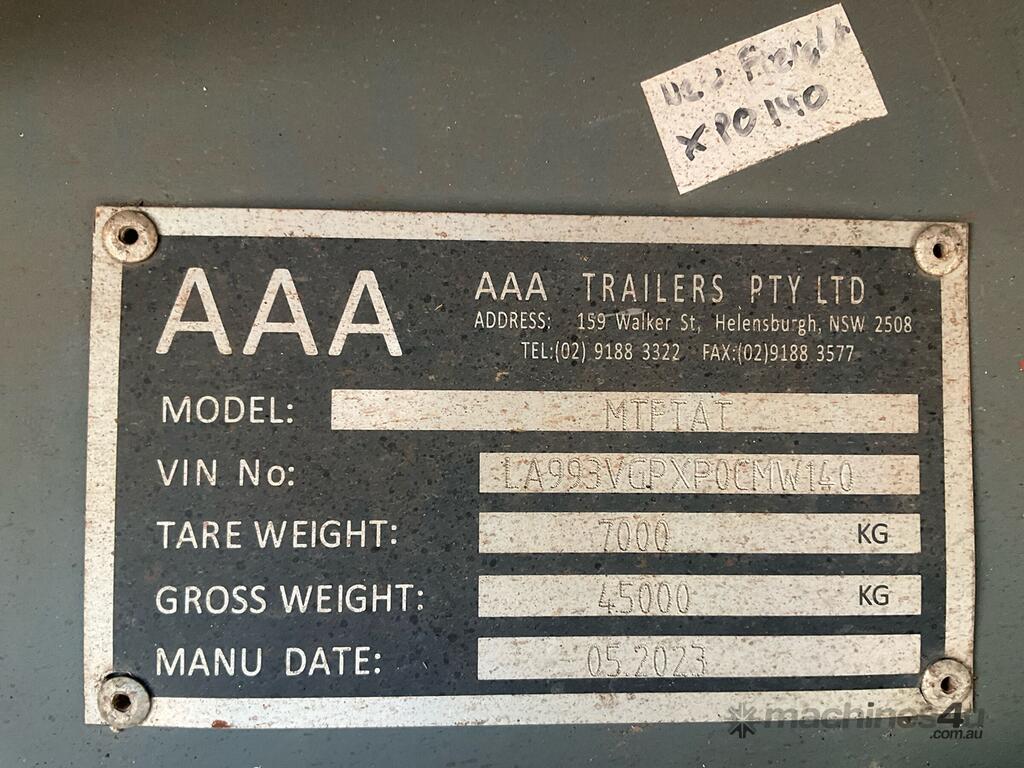 XPO140
AAA
AAA TRAILERS PTY LTD
ADDRESS: 159 Walker St, Helensburgh, NSW 2508
TEL:(02) 9188 3322 FAX:(02)9188 3577
MODEL: MTPTAT
VIN No: LA993VGPXP0CMW140
TARE WEIGHT: 7000 KG
GROSS WEIGHT: 45000 KG
MANU DATE: 05.2023
machines4u
.com.au